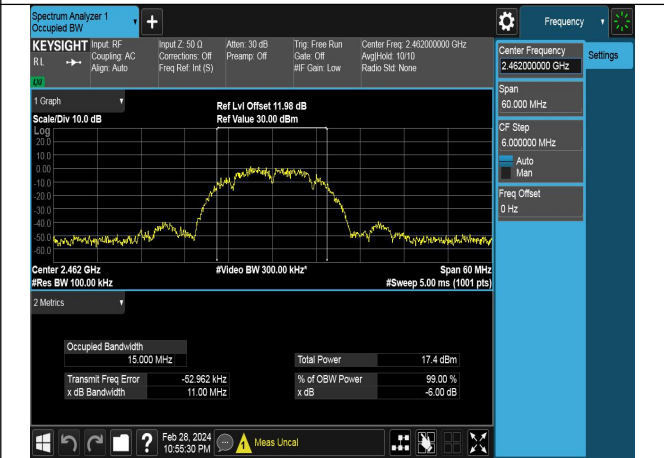 Spectrum Analyzer 1
Occupied BW
+
Frequency
KEYSIGHT Input: RF Input Z: 50 Ω Atten: 30 dB Trig: Free Run Center Freq: 2.462000000 GHz
RL Coupling: AC Corrections: Off Preamp: Off Gate: Off Avg|Hold: 10/10
Align: Auto Freq Ref: Int (S) #IF Gain: Low Radio Std: None
Center Frequency
2.462000000 GHz
Settings
Span
60.000 MHz
CF Step
6.000000 MHz
Auto
Man
Freq Offset
0 Hz
1 Graph
Ref Lvl Offset 11.98 dB
Scale/Div 10.0 dB Ref Value 30.00 dBm
Log
20.0
10.0
0.00
-10.0
-20.0
-30.0
-40.0
-50.0
-60.0
Center 2.462 GHz #Video BW 300.00 kHz* Span 60 MHz
#Res BW 100.00 kHz #Sweep 5.00 ms (1001 pts)
2 Metrics
Occupied Bandwidth
15.000 MHz Total Power 17.4 dBm
Transmit Freq Error -52.962 kHz % of OBW Power 99.00 %
x dB Bandwidth 11.00 MHz x dB -6.00 dB
? Feb 28, 2024
10:55:30 PM Meas Uncal